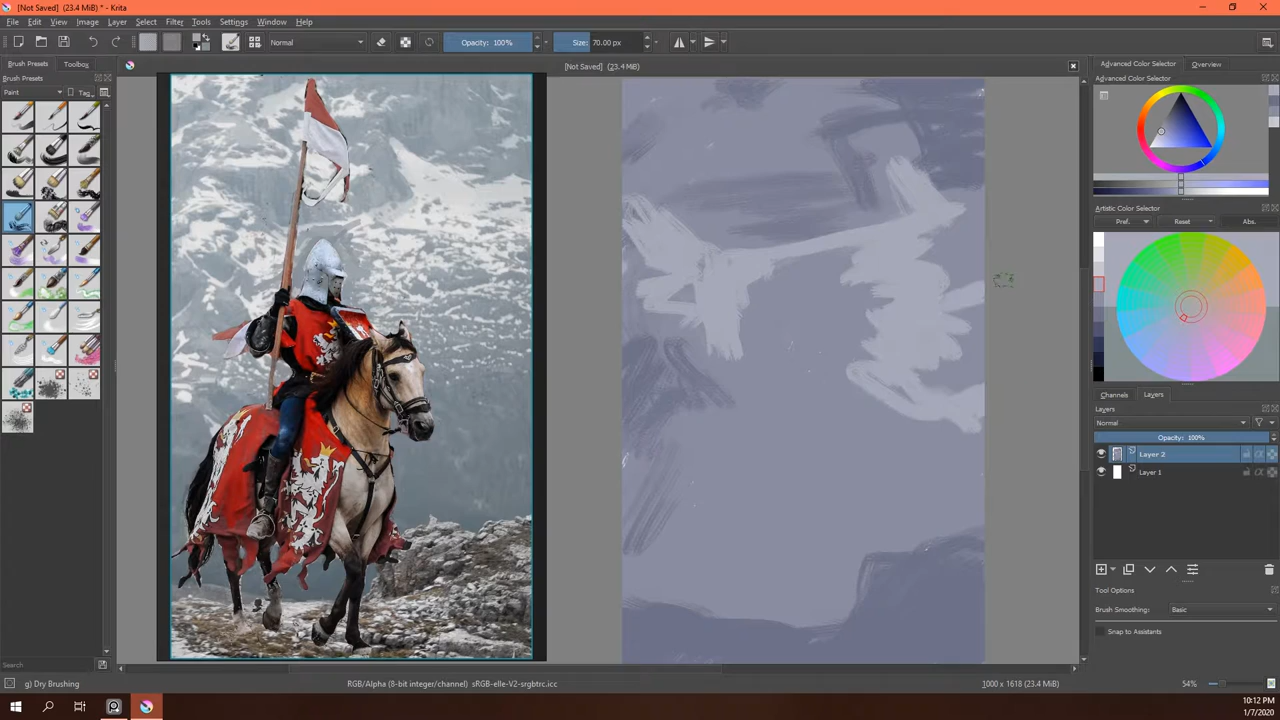 [Not Saved] (23.4 MiB) * - Krita
File Edit View Image Layer Select Filter Tools Settings Window Help
Normal
Opacity: 100%
Size: 70.00 px
Brush Presets Toolbox
[Not Saved] (23.4 MiB)
Advanced Color Selector Overview
Brush Presets
Advanced Color Selector
Paint
Tag
Artistic Color Selector
Pref. Reset Abs.
Channels Layers
Layers
Normal
Opacity: 100%
Layer 2
Layer 1
Tool Options
Brush Smoothing: Basic
Snap to Assistants
Search
g) Dry Brushing
RGB/Alpha (8-bit integer/channel) sRGB-elle-V2-srgbtrc.icc
1000 x 1618 (23.4 MiB)
54%
10:12 PM
1/7/2020